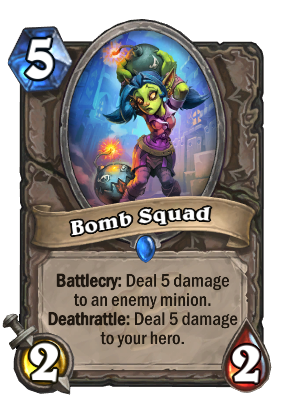 5
Bomb Squad
Battlecry: Deal 5 damage
to an enemy minion.
Deathrattle: Deal 5 damage
to your hero.
2
2